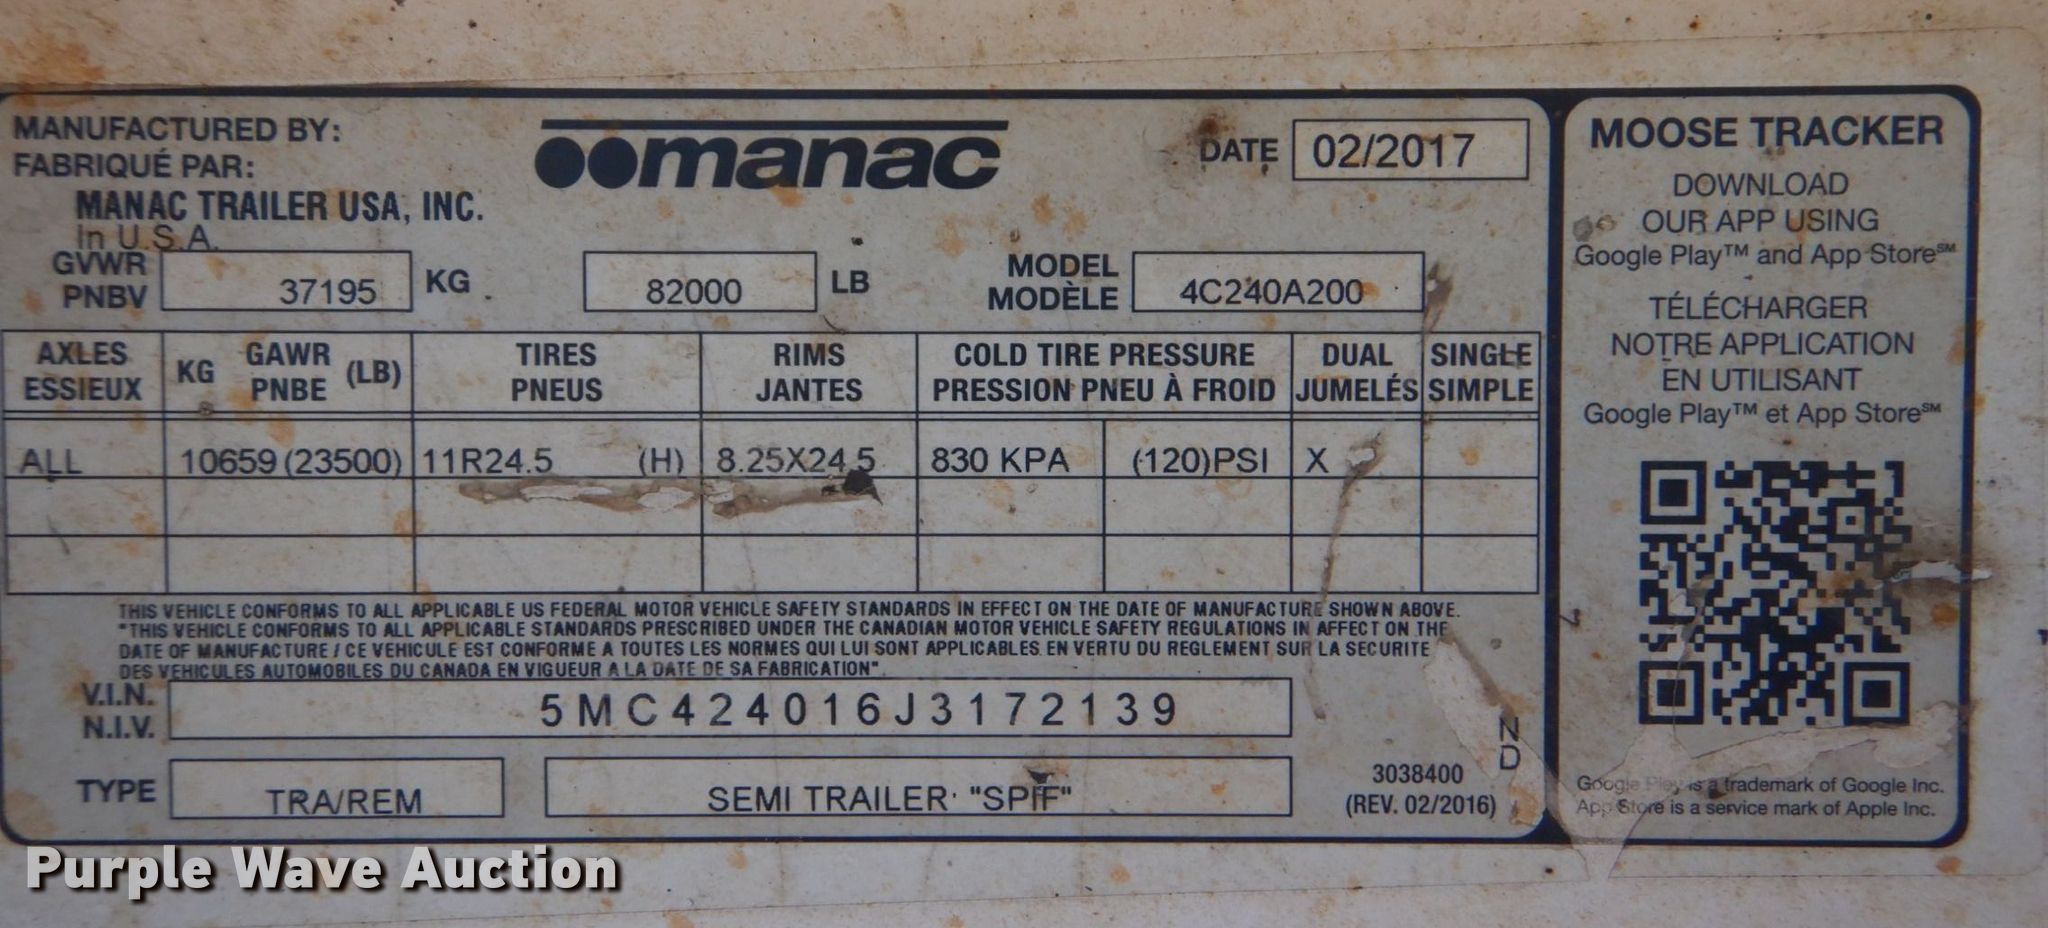 MANUFACTURED BY:
FABRIQUÉ PAR:
MANAC TRAILER USA, INC.
In U.S.A.
manac
DATE 02/2017
GVWR
PNBV
37195 KG
82000 LB
MODEL
MODÈLE
4C240A200
AXLES
ESSIEUX
KG GAWR (LB)
PNBE
TIRES
PNEUS
RIMS
JANTES
COLD TIRE PRESSURE
PRESSION PNEU À FROID
DUAL
JUMELÉS
SINGLE
SIMPLE
ALL 10659 (23500) 11R24.5 (H) 8.25X24.5 830 KPA (120)PSI X
THIS VEHICLE CONFORMS TO ALL APPLICABLE US FEDERAL MOTOR VEHICLE SAFETY STANDARDS IN EFFECT ON THE DATE OF MANUFACTURE SHOWN ABOVE.
"THIS VEHICLE CONFORMS TO ALL APPLICABLE STANDARDS PRESCRIBED UNDER THE CANADIAN MOTOR VEHICLE SAFETY REGULATIONS IN AFFECT ON THE
DATE OF MANUFACTURE / CE VEHICULE EST CONFORME A TOUTES LES NORMES QUI LUI SONT APPLICABLES EN VERTU DU REGLEMENT SUR LA SECURITE
DES VEHICULES AUTOMOBILES DU CANADA EN VIGUEUR A LA DATE DE SA FABRICATION".
V.I.N.
N.I.V.
5MC424016J3172139
TYPE TRA/REM SEMI TRAILER "SPIF"
3038400
(REV. 02/2016)
ND
MOOSE TRACKER
DOWNLOAD
OUR APP USING
Google Play™ and App Store℠
TÉLÉCHARGER
NOTRE APPLICATION
EN UTILISANT
Google Play™ et App Store℠
Google Play is a trademark of Google Inc.
App Store is a service mark of Apple Inc.
Purple Wave Auction